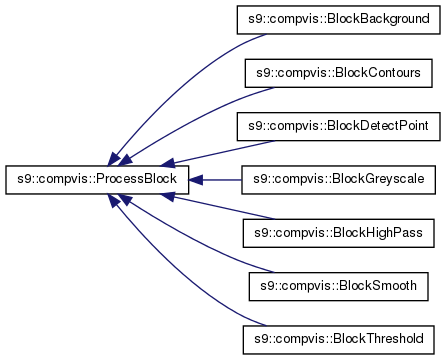 s9::compvis::BlockBackground
s9::compvis::BlockContours
s9::compvis::BlockDetectPoint
s9::compvis::ProcessBlock
s9::compvis::BlockGreyscale
s9::compvis::BlockHighPass
s9::compvis::BlockSmooth
s9::compvis::BlockThreshold